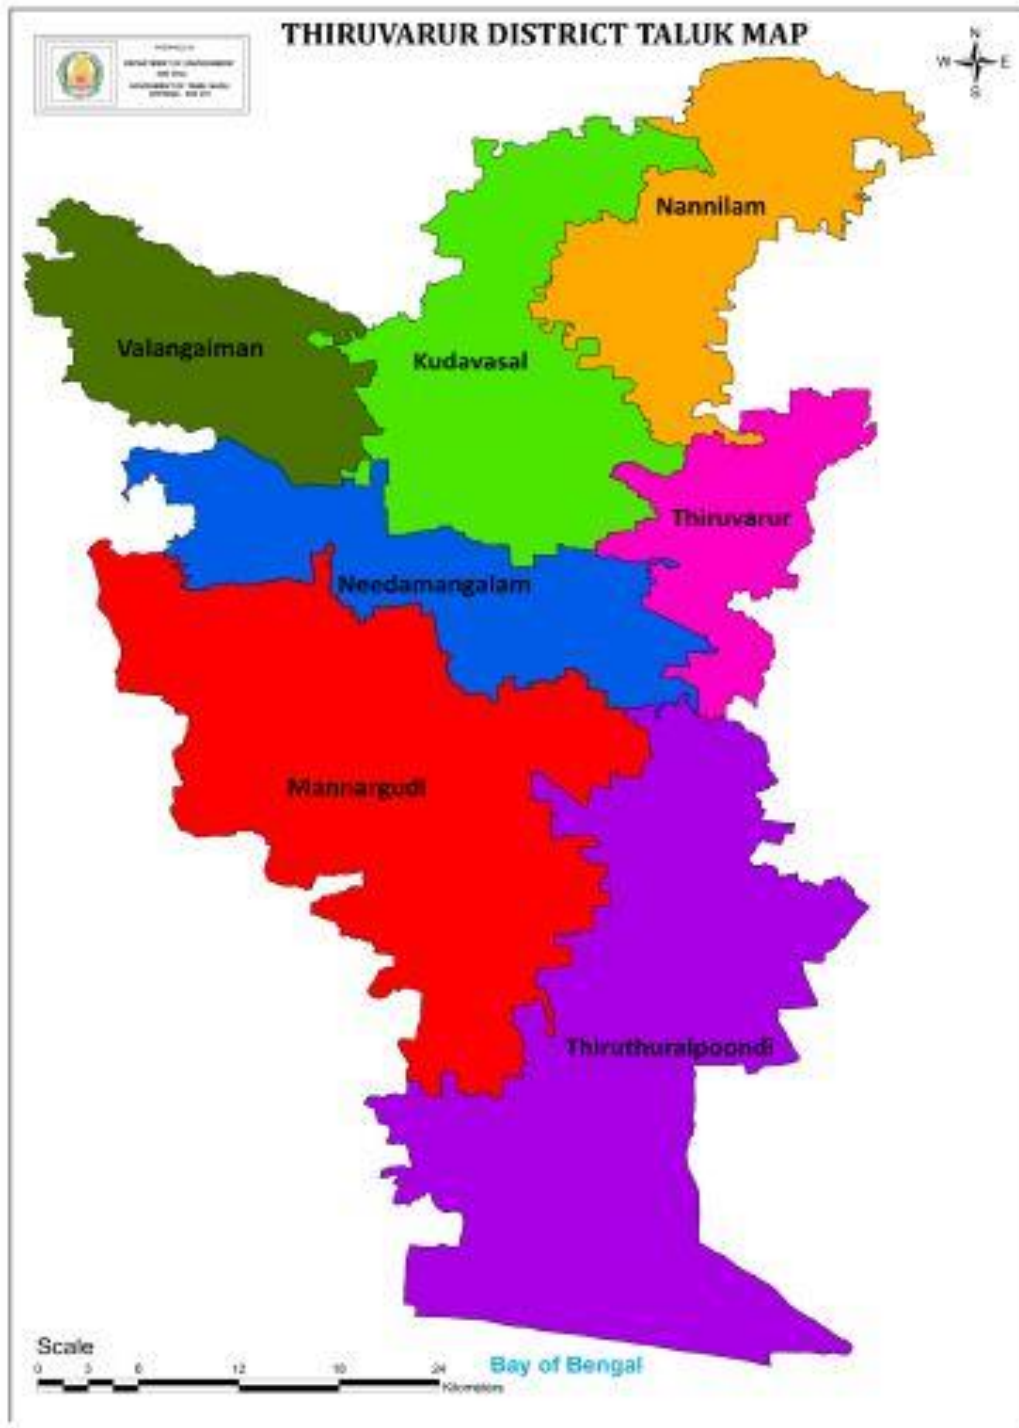 THIRUVARUR DISTRICT TALUK MAP
N
W E
S
Nannilam
Valangaiman
Kudavasal
Thiruvarur
Needamangalam
Mannargudi
Thiruthuraipoondi
Scale
0 3 6 12 18 24
Kilometers
Bay of Bengal